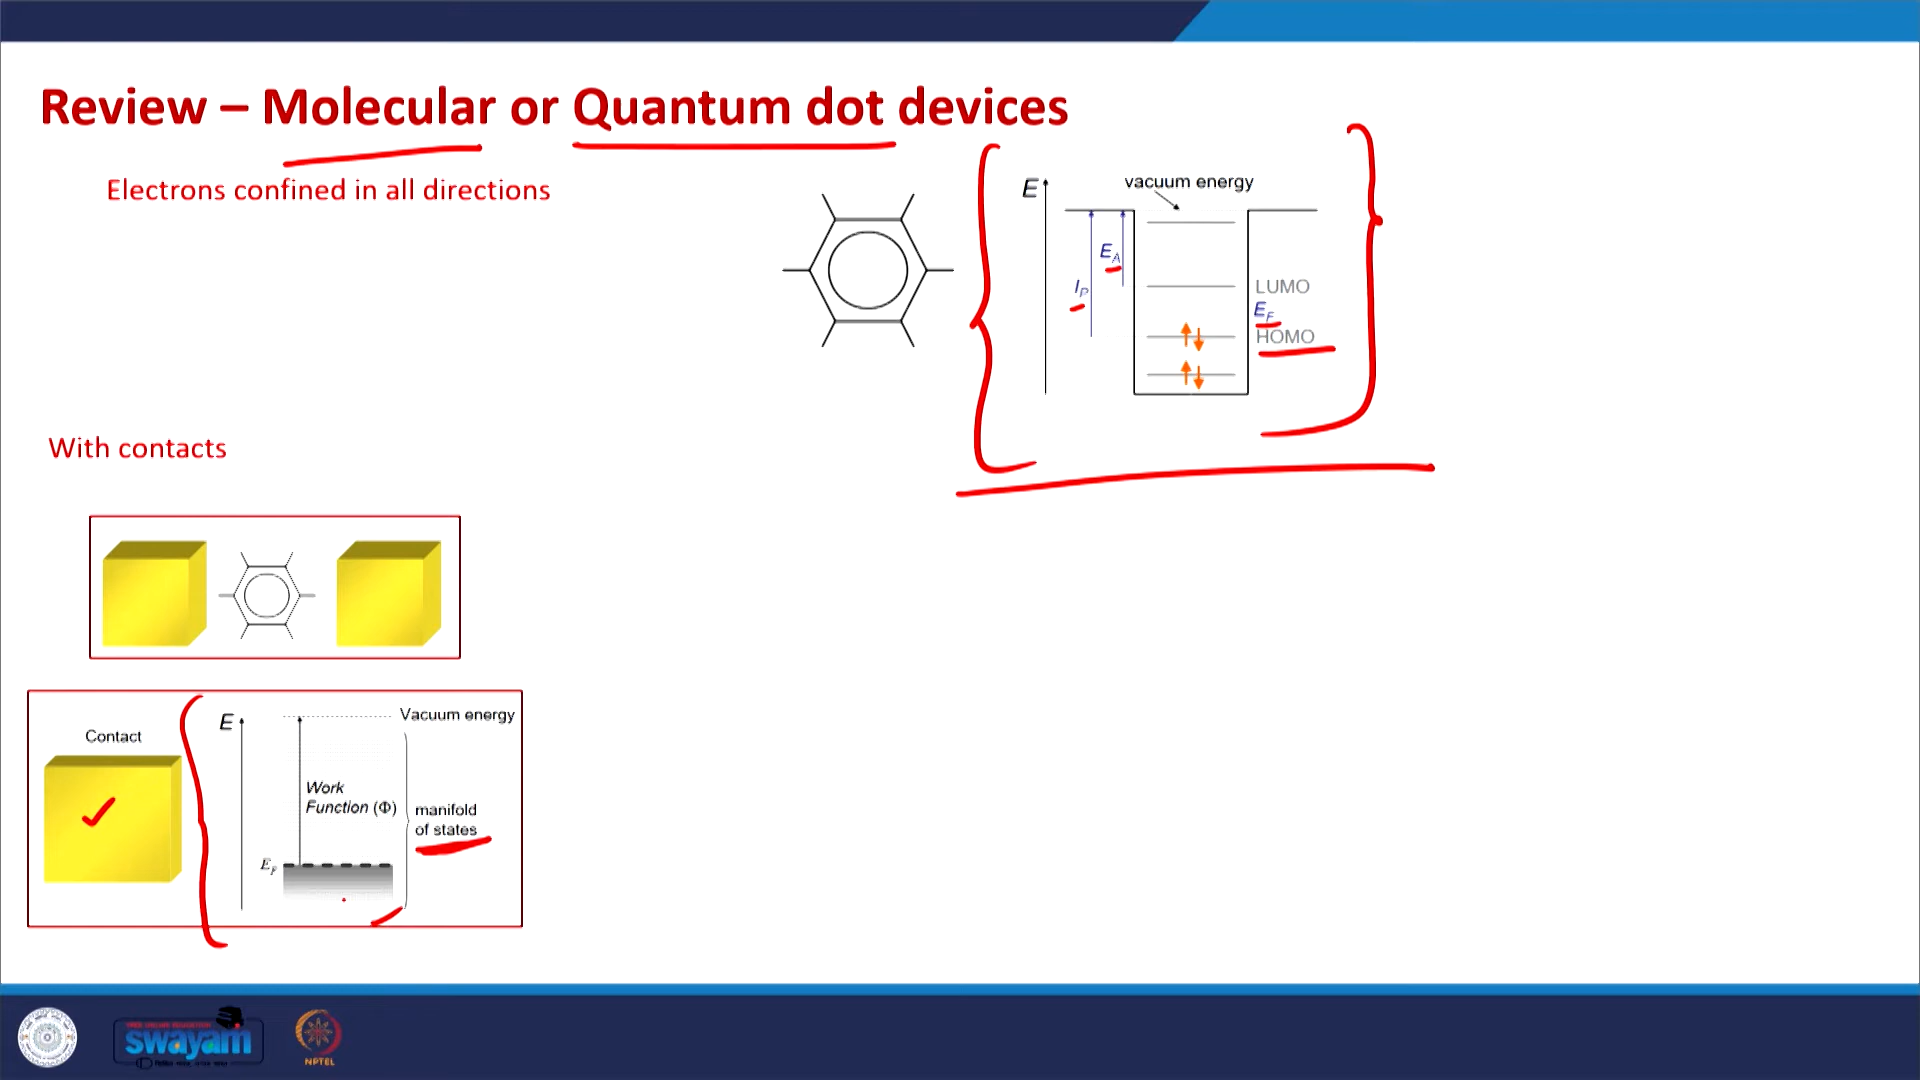 Review – Molecular or Quantum dot devices
Electrons confined in all directions
E
vacuum energy
E_A
I_P
LUMO
E_F
HOMO
With contacts
Contact
E
Vacuum energy
Work
Function (Φ)
manifold
of states
E_F
swayam
NPTEL